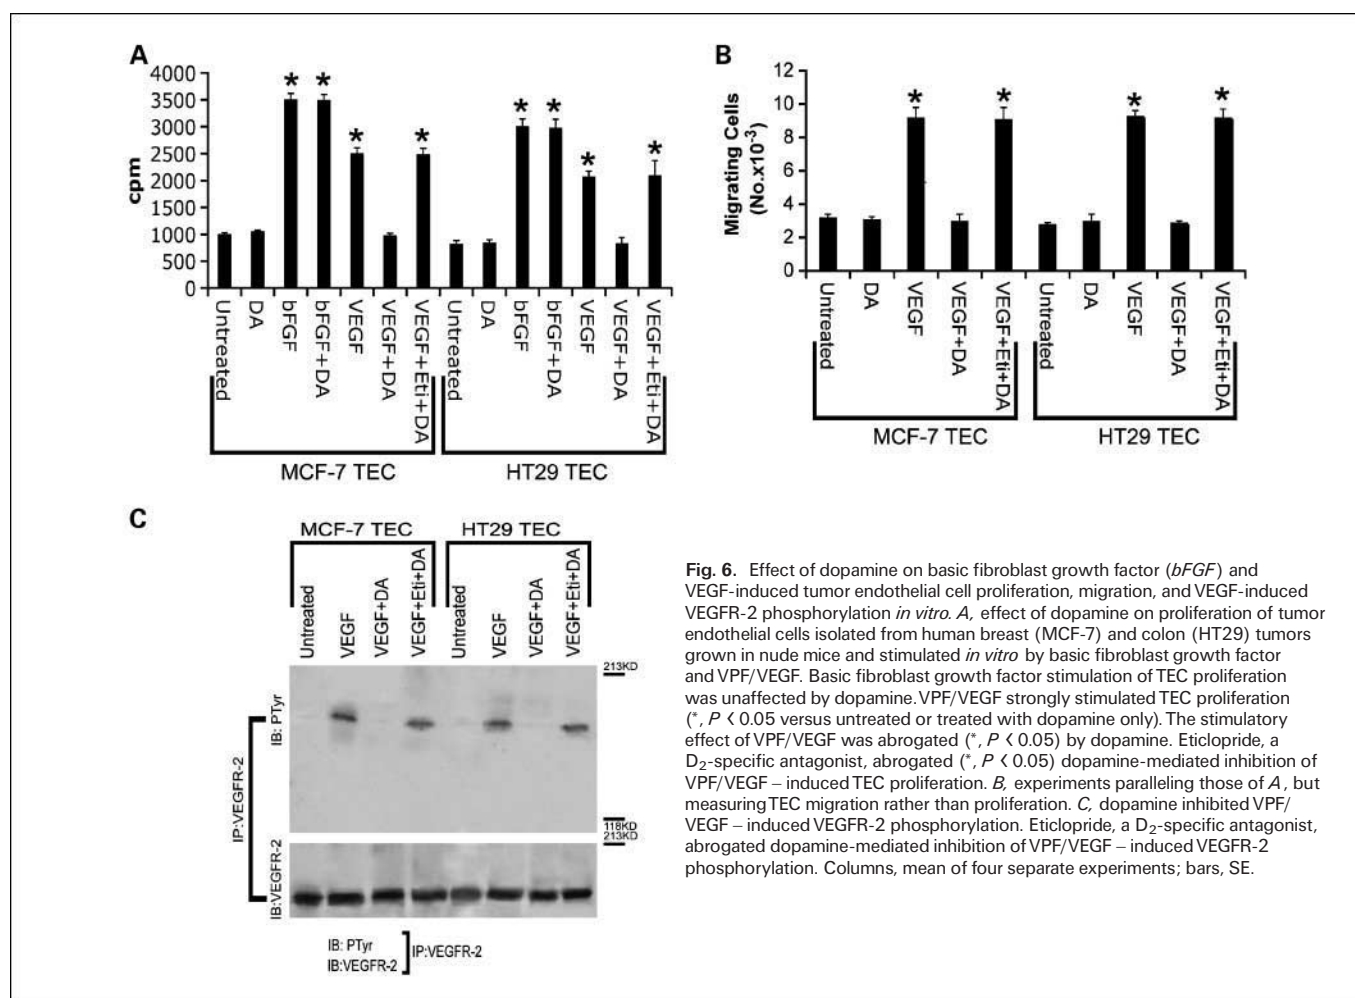 A
4000
3500
3000
2500
2000
1500
1000
500
0
cpm
* * * * * * * *
Untreated
DA
bFGF
bFGF+DA
VEGF
VEGF+DA
VEGF+Eti+DA
Untreated
DA
bFGF
bFGF+DA
VEGF
VEGF+DA
VEGF+Eti+DA
MCF-7 TEC
HT29 TEC
B
12
10
8
6
4
2
0
Migrating Cells
(No.x10-3)
* * * *
Untreated
DA
VEGF
VEGF+DA
VEGF+Eti+DA
Untreated
DA
VEGF
VEGF+DA
VEGF+Eti+DA
MCF-7 TEC
HT29 TEC
C
MCF-7 TEC
HT29 TEC
Untreated
VEGF
VEGF+DA
VEGF+Eti+DA
Untreated
VEGF
VEGF+DA
VEGF+Eti+DA
213KD
118KD
213KD
IP:VEGFR-2
IB: PTyr
IB:VEGFR-2
IB: PTyr
IB:VEGFR-2
IP:VEGFR-2
Fig. 6. Effect of dopamine on basic fibroblast growth factor (bFGF) and
VEGF-induced tumor endothelial cell proliferation, migration, and VEGF-induced
VEGFR-2 phosphorylation in vitro. A, effect of dopamine on proliferation of tumor
endothelial cells isolated from human breast (MCF-7) and colon (HT29) tumors
grown in nude mice and stimulated in vitro by basic fibroblast growth factor
and VPF/VEGF. Basic fibroblast growth factor stimulation of TEC proliferation
was unaffected by dopamine. VPF/VEGF strongly stimulated TEC proliferation
(*, P < 0.05 versus untreated or treated with dopamine only). The stimulatory
effect of VPF/VEGF was abrogated (*, P < 0.05) by dopamine. Eticlopride, a
D2-specific antagonist, abrogated (*, P < 0.05) dopamine-mediated inhibition of
VPF/VEGF – induced TEC proliferation. B, experiments paralleling those of A, but
measuring TEC migration rather than proliferation. C, dopamine inhibited VPF/
VEGF – induced VEGFR-2 phosphorylation. Eticlopride, a D2-specific antagonist,
abrogated dopamine-mediated inhibition of VPF/VEGF – induced VEGFR-2
phosphorylation. Columns, mean of four separate experiments; bars, SE.